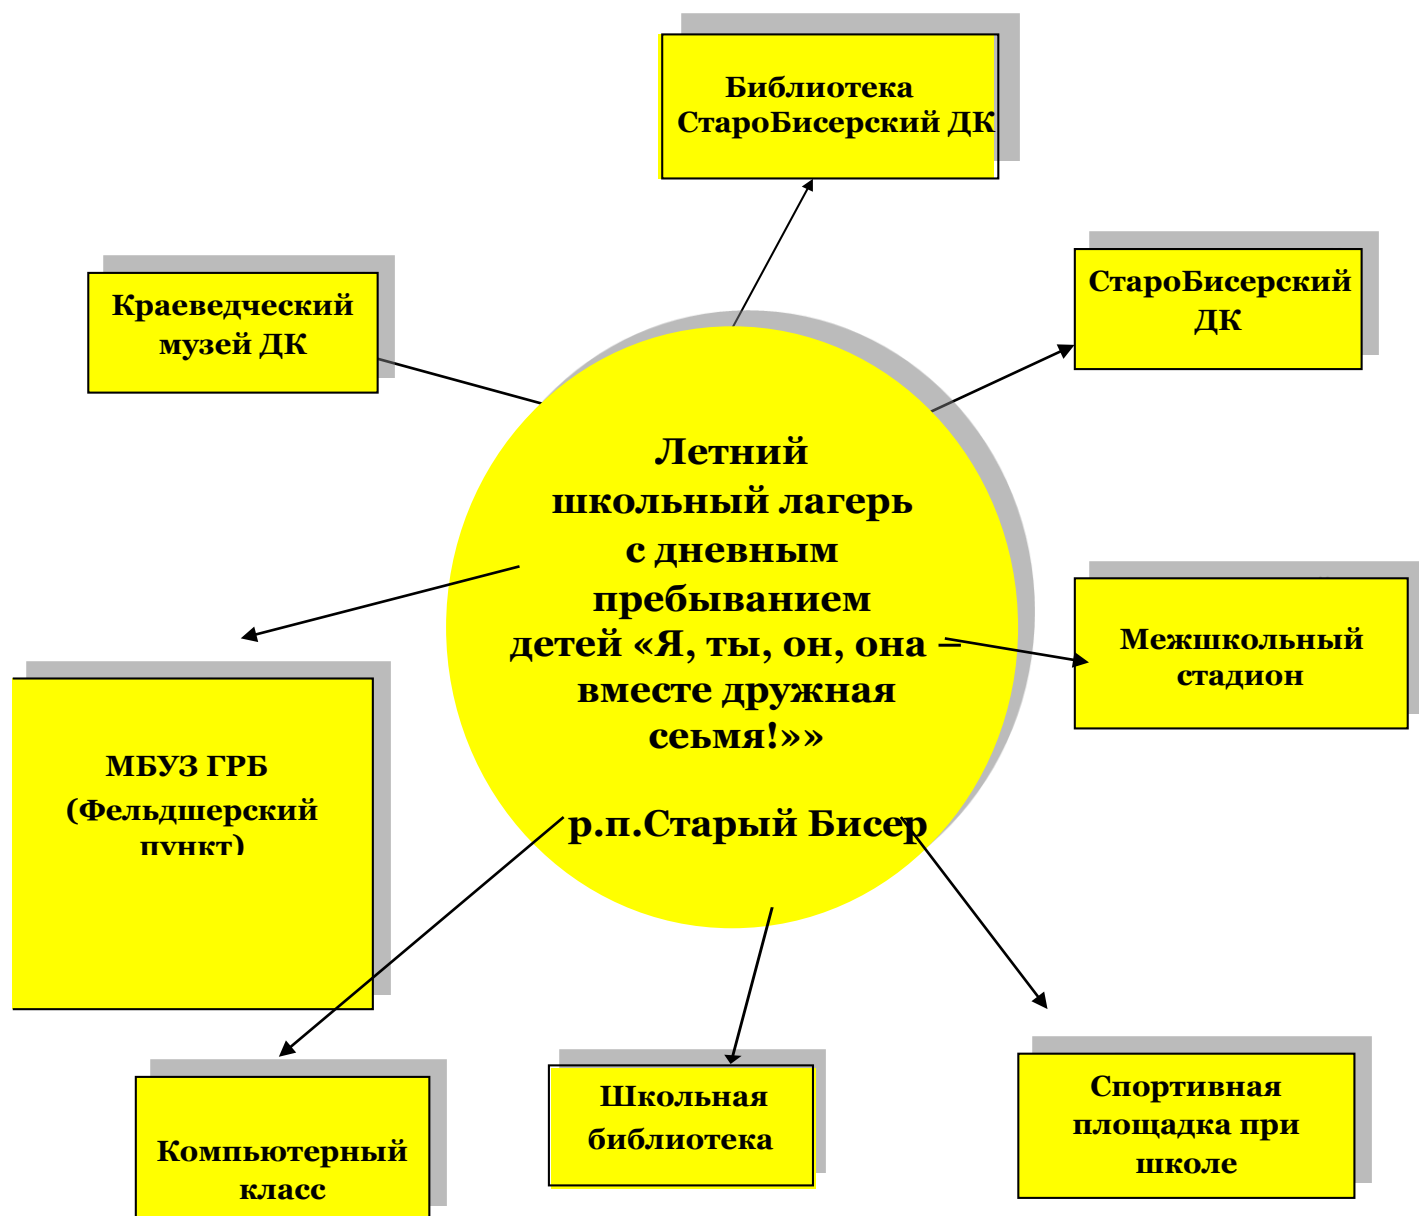 Библиотека
СтароБисерский ДК
СтароБисерский
ДК
Краеведческий
музей ДК
Летний
школьный лагерь
с дневным
пребыванием
детей «Я, ты, он, она –
вместе дружная
сеьмя!»»
р.п.Старый Бисер
Межшкольный
стадион
МБУЗ ГРБ
(Фельдшерский
пункт)
Компьютерный
класс
Школьная
библиотека
Спортивная
площадка при
школе